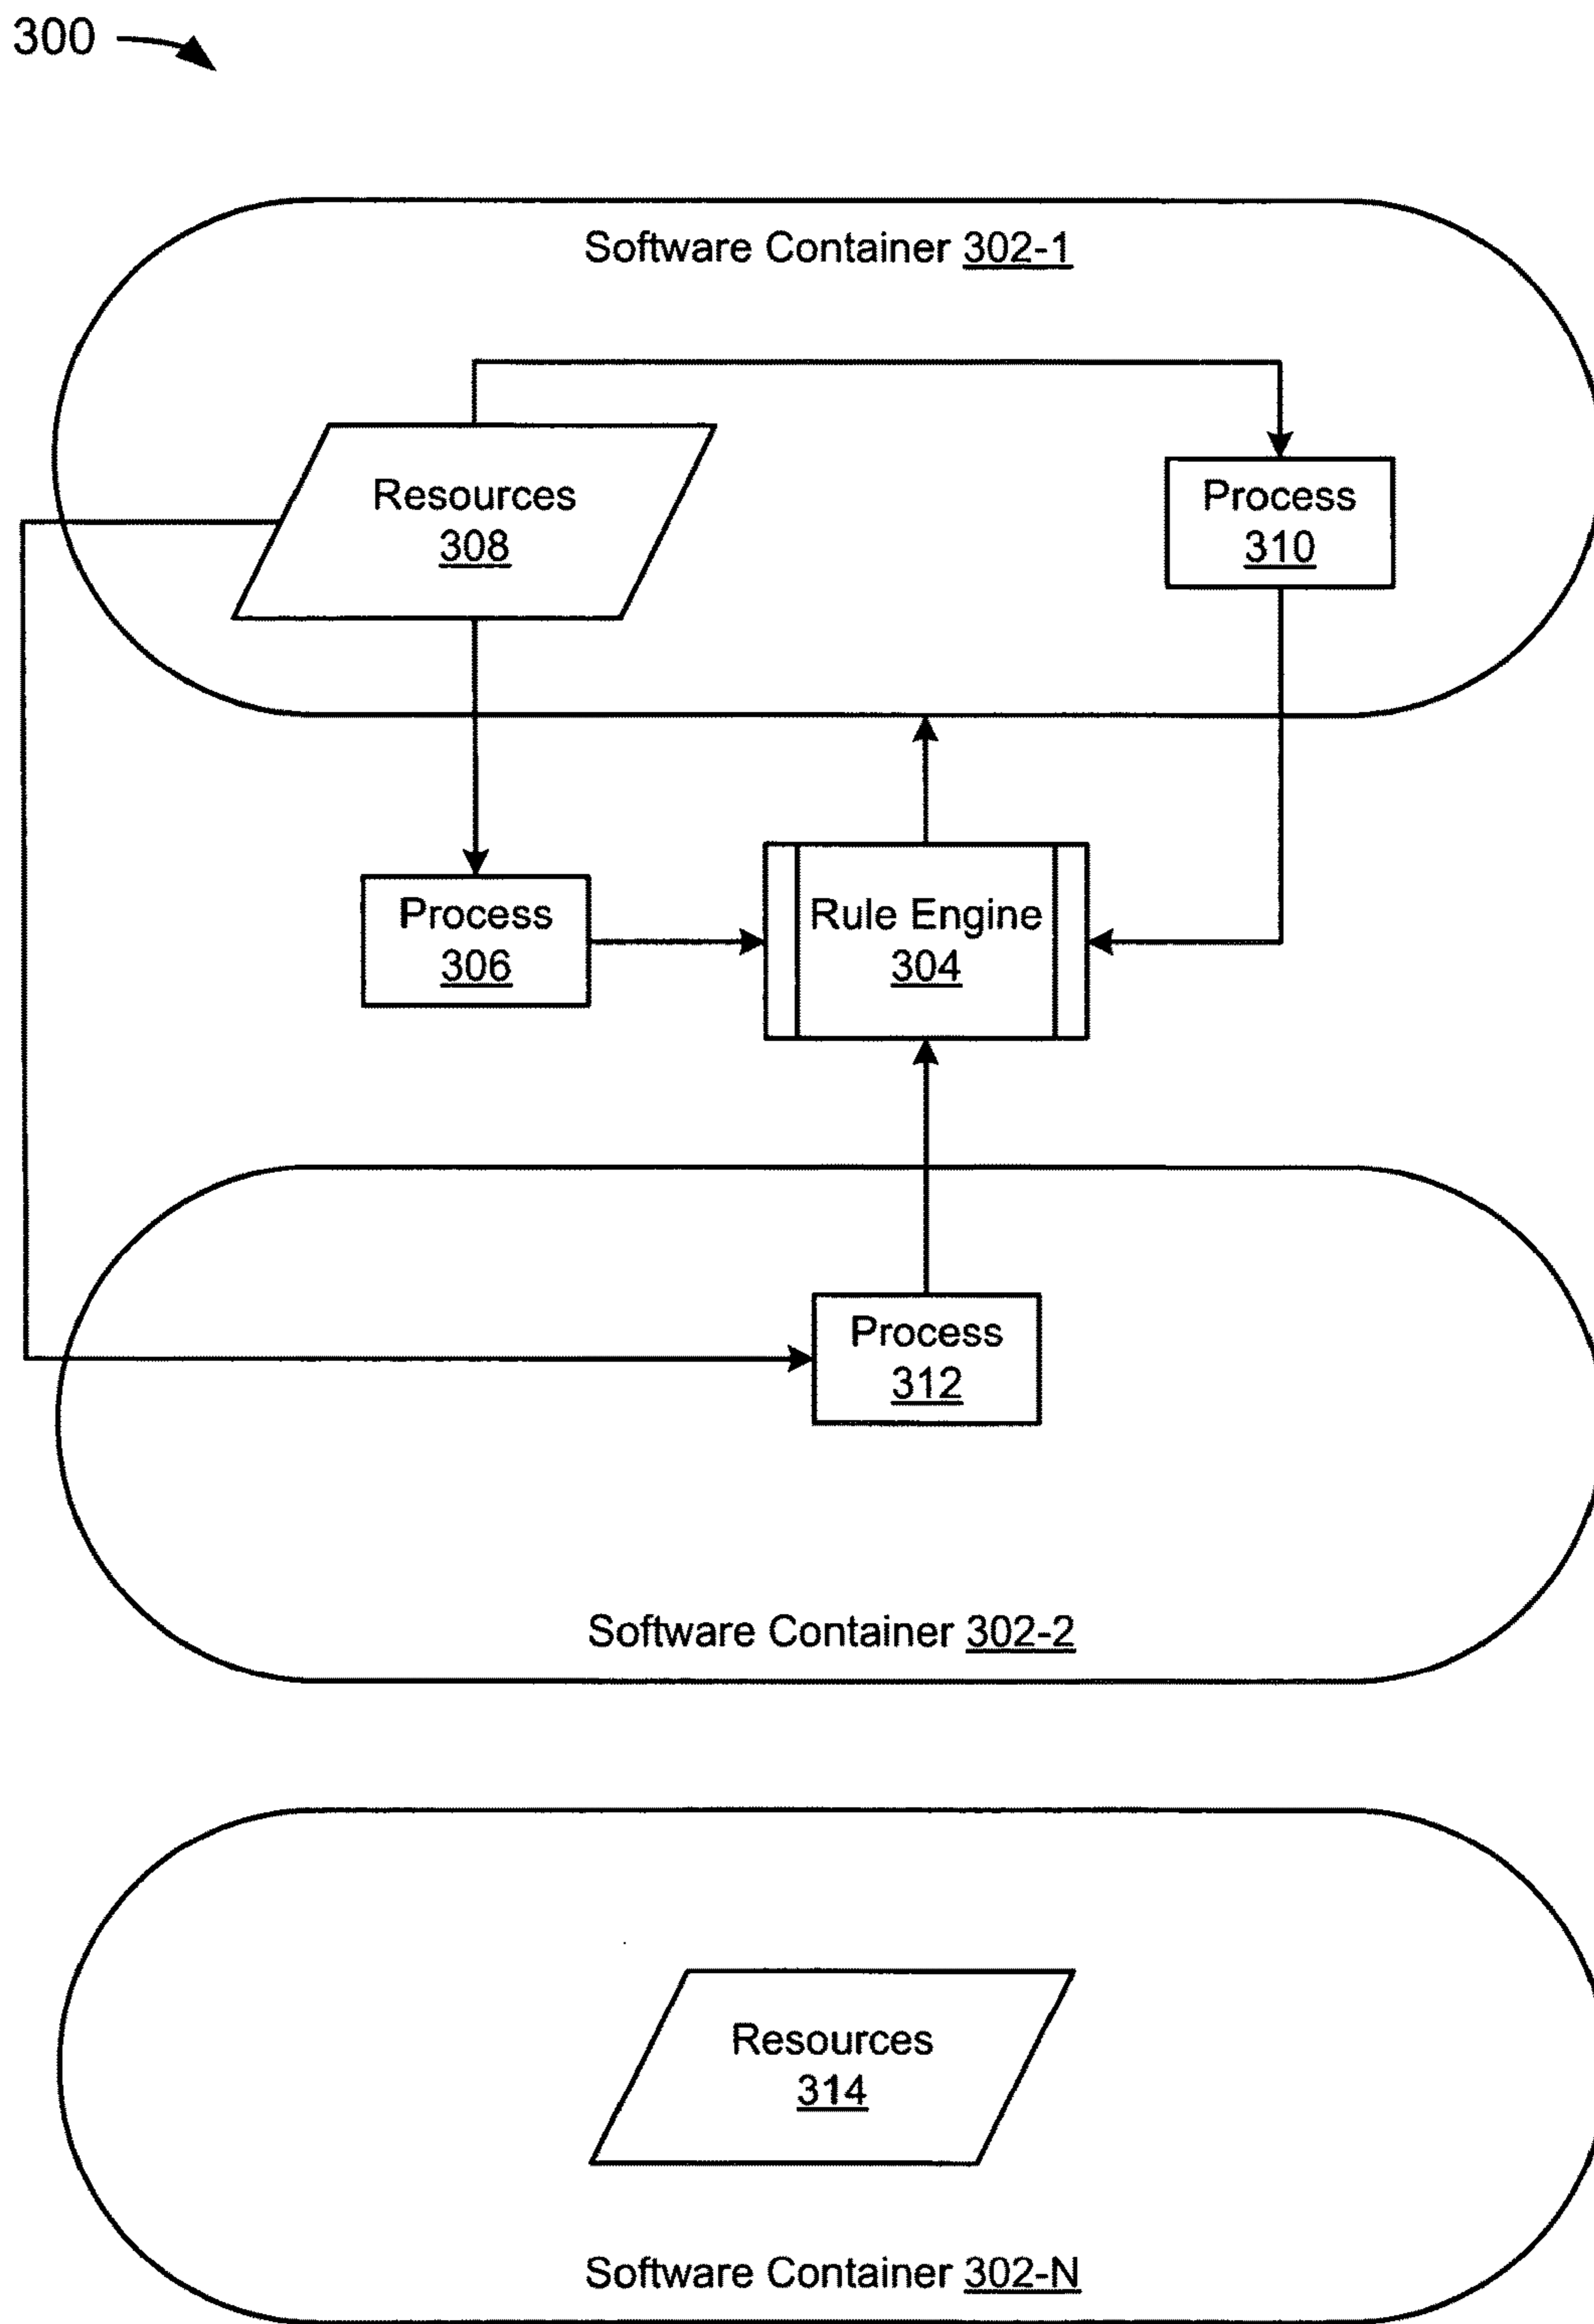 300
Software Container 302-1
Resources
308
Process
310
Process
306
Rule Engine
304
Process
312
Software Container 302-2
Resources
314
Software Container 302-N